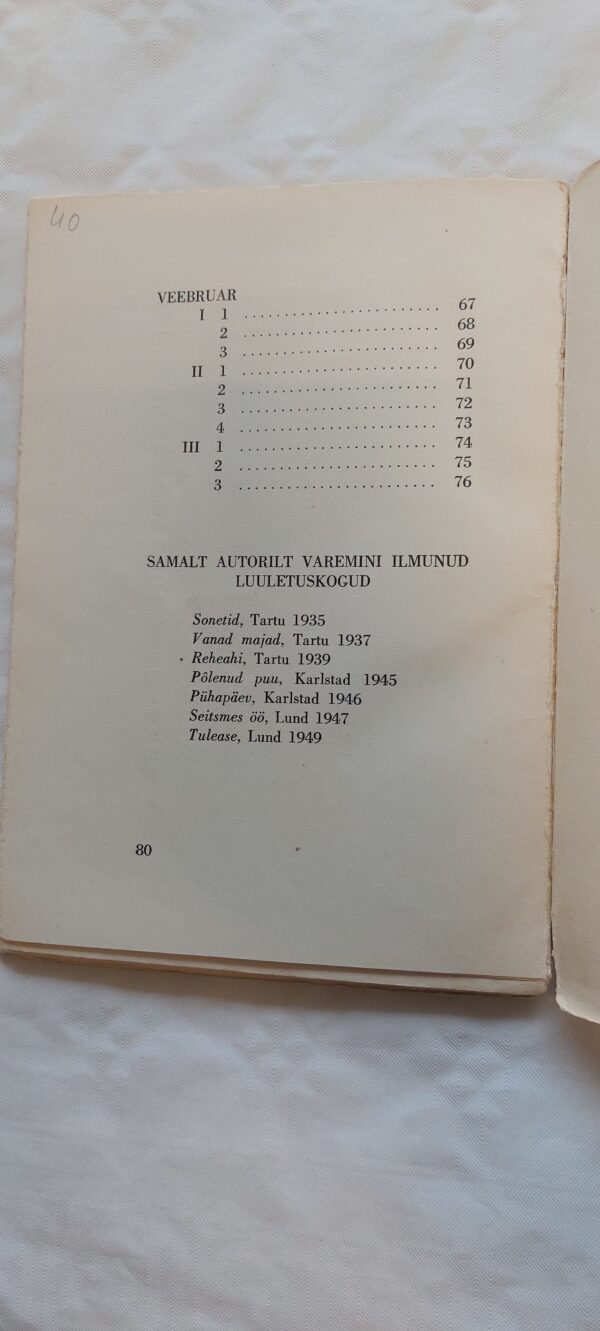 40
VEEBRUAR
I 1 ........................ 67
2 ........................ 68
3 ........................ 69
II 1 ........................ 70
2 ........................ 71
3 ........................ 72
4 ........................ 73
III 1 ........................ 74
2 ........................ 75
3 ........................ 76
SAMALT AUTORILT VAREMINI ILMUNUD
LUULETUSKOGUD
Sonetid, Tartu 1935
Vanad majad, Tartu 1937
Reheahi, Tartu 1939
Põlenud puu, Karlstad 1945
Pühapäev, Karlstad 1946
Seitsmes öö, Lund 1947
Tulease, Lund 1949
80